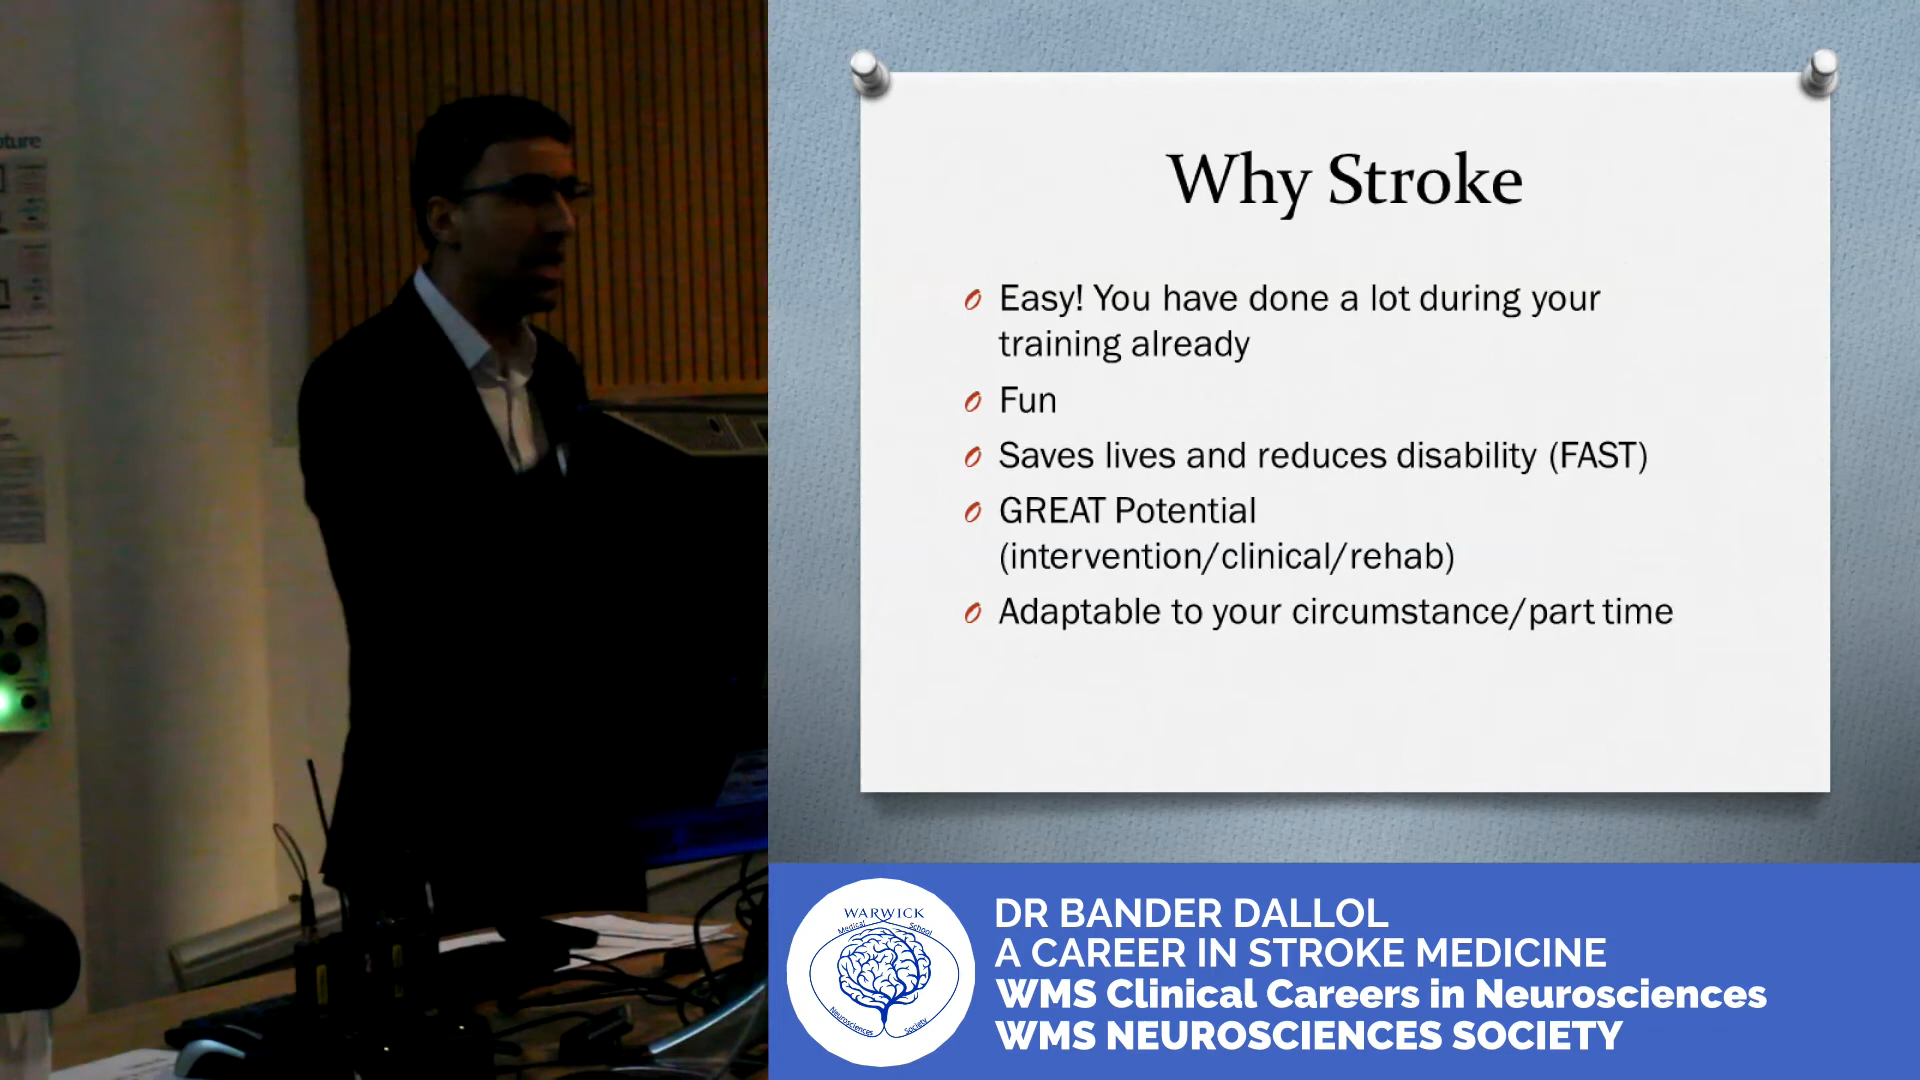 pture
Why Stroke
Easy! You have done a lot during your
training already
Fun
Saves lives and reduces disability (FAST)
GREAT Potential
(intervention/clinical/rehab)
Adaptable to your circumstance/part time
WARWICK
Medical School
Neurosciences Society
DR BANDER DALLOL
A CAREER IN STROKE MEDICINE
WMS Clinical Careers in Neurosciences
WMS NEUROSCIENCES SOCIETY